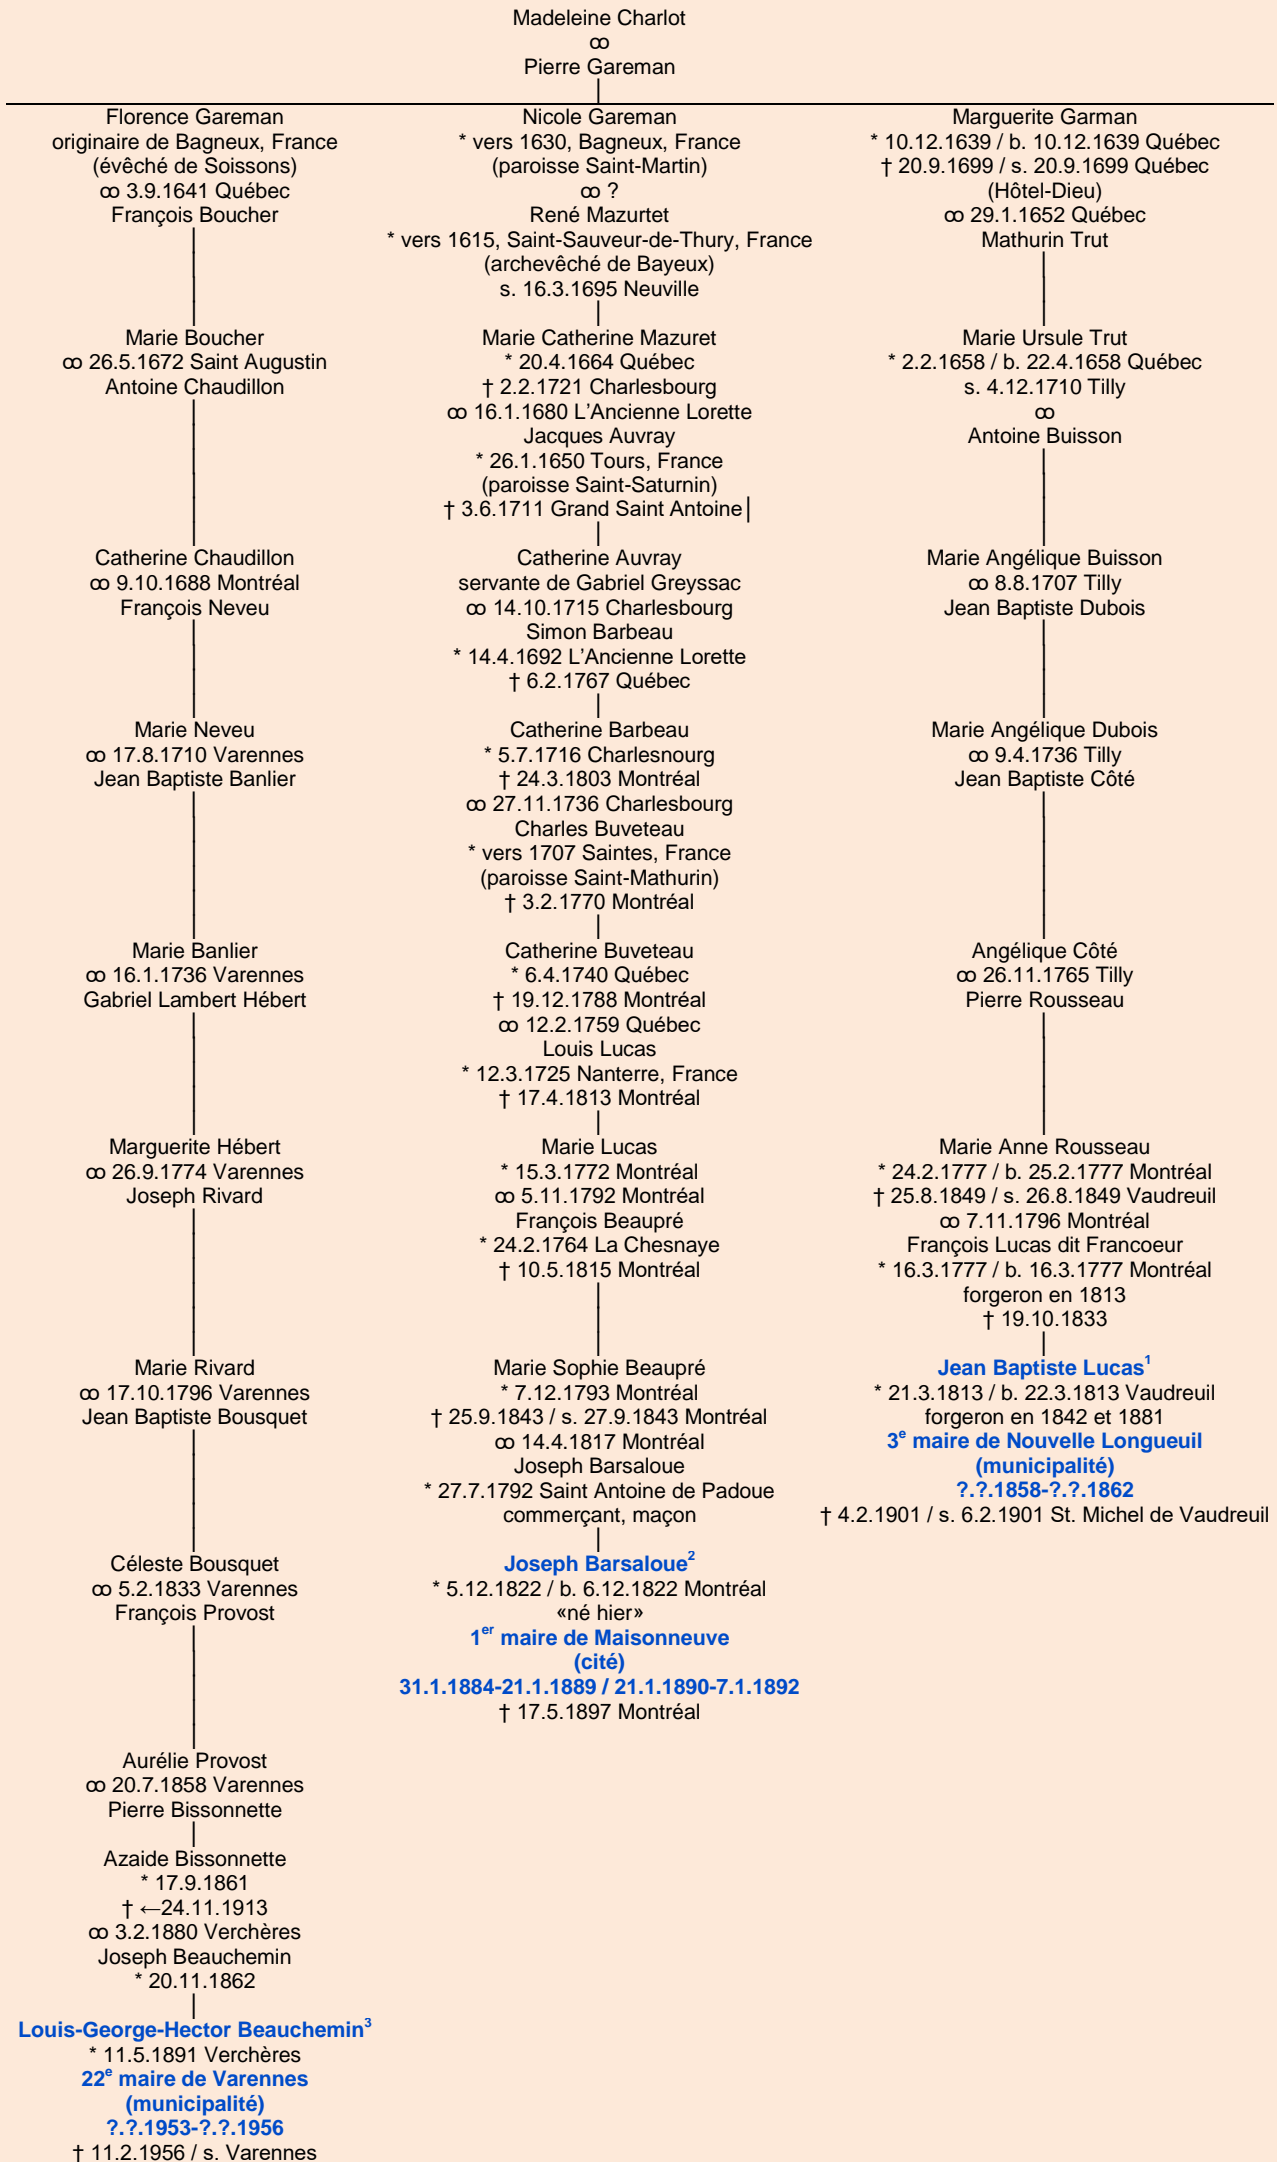 Madeleine Charlot
ꝏ
Pierre Gareman
Florence Gareman
originaire de Bagneux, France
(évêché de Soissons)
ꝏ 3.9.1641 Québec
François Boucher
Marie Boucher
ꝏ 26.5.1672 Saint Augustin
Antoine Chaudillon
Catherine Chaudillon
ꝏ 9.10.1688 Montréal
François Neveu
Marie Neveu
ꝏ 17.8.1710 Varennes
Jean Baptiste Banlier
Marie Banlier
ꝏ 16.1.1736 Varennes
Gabriel Lambert Hébert
Marguerite Hébert
ꝏ 26.9.1774 Varennes
Joseph Rivard
Marie Rivard
ꝏ 17.10.1796 Varennes
Jean Baptiste Bousquet
Céleste Bousquet
ꝏ 5.2.1833 Varennes
François Provost
Aurélie Provost
ꝏ 20.7.1858 Varennes
Pierre Bissonnette
Azaide Bissonnette
* 17.9.1861
† ←24.11.1913
ꝏ 3.2.1880 Verchères
Joseph Beauchemin
* 20.11.1862
Louis-George-Hector Beauchemin³
* 11.5.1891 Verchères
22e maire de Varennes
(municipalité)
?.?.1953-?.?.1956
† 11.2.1956 / s. Varennes
Nicole Gareman
* vers 1630, Bagneux, France
(paroisse Saint-Martin)
ꝏ ?
René Mazurtet
* vers 1615, Saint-Sauveur-de-Thury, France
(archevêché de Bayeux)
s. 16.3.1695 Neuville
Marie Catherine Mazuret
* 20.4.1664 Québec
† 2.2.1721 Charlesbourg
ꝏ 16.1.1680 L'Ancienne Lorette
Jacques Auvray
* 26.1.1650 Tours, France
(paroisse Saint-Saturnin)
† 3.6.1711 Grand Saint Antoine
Catherine Auvray
servante de Gabriel Greyssac
ꝏ 14.10.1715 Charlesbourg
Simon Barbeau
* 14.4.1692 L'Ancienne Lorette
† 6.2.1767 Québec
Catherine Barbeau
* 5.7.1716 Charlesnourg
† 24.3.1803 Montréal
ꝏ 27.11.1736 Charlesbourg
Charles Buveteau
* vers 1707 Saintes, France
(paroisse Saint-Mathurin)
† 3.2.1770 Montréal
Catherine Buveteau
* 6.4.1740 Québec
† 19.12.1788 Montréal
ꝏ 12.2.1759 Québec
Louis Lucas
* 12.3.1725 Nanterre, France
† 17.4.1813 Montréal
Marie Lucas
* 15.3.1772 Montréal
ꝏ 5.11.1792 Montréal
François Beaupré
* 24.2.1764 La Chesnaye
† 10.5.1815 Montréal
Marie Sophie Beaupré
* 7.12.1793 Montréal
† 25.9.1843 / s. 27.9.1843 Montréal
ꝏ 14.4.1817 Montréal
Joseph Barsaloue
* 27.7.1792 Saint Antoine de Padoue
commerçant, maçon
Joseph Barsaloue²
* 5.12.1822 / b. 6.12.1822 Montréal
«né hier»
1er maire de Maisonneuve
(cité)
31.1.1884-21.1.1889 / 21.1.1890-7.1.1892
† 17.5.1897 Montréal
Marguerite Garman
* 10.12.1639 / b. 10.12.1639 Québec
† 20.9.1699 / s. 20.9.1699 Québec
(Hôtel-Dieu)
ꝏ 29.1.1652 Québec
Mathurin Trut
Marie Ursule Trut
* 2.2.1658 / b. 22.4.1658 Québec
s. 4.12.1710 Tilly
ꝏ
Antoine Buisson
Marie Angélique Buisson
ꝏ 8.8.1707 Tilly
Jean Baptiste Dubois
Marie Angélique Dubois
ꝏ 9.4.1736 Tilly
Jean Baptiste Côté
Angélique Côté
ꝏ 26.11.1765 Tilly
Pierre Rousseau
Marie Anne Rousseau
* 24.2.1777 / b. 25.2.1777 Montréal
† 25.8.1849 / s. 26.8.1849 Vaudreuil
ꝏ 7.11.1796 Montréal
François Lucas dit Francoeur
* 16.3.1777 / b. 16.3.1777 Montréal
forgeron en 1813
† 19.10.1833
Jean Baptiste Lucas¹
* 21.3.1813 / b. 22.3.1813 Vaudreuil
forgeron en 1842 et 1881
3e maire de Nouvelle Longueuil
(municipalité)
?.?.1858-?.?.1862
† 4.2.1901 / s. 6.2.1901 St. Michel de Vaudreuil